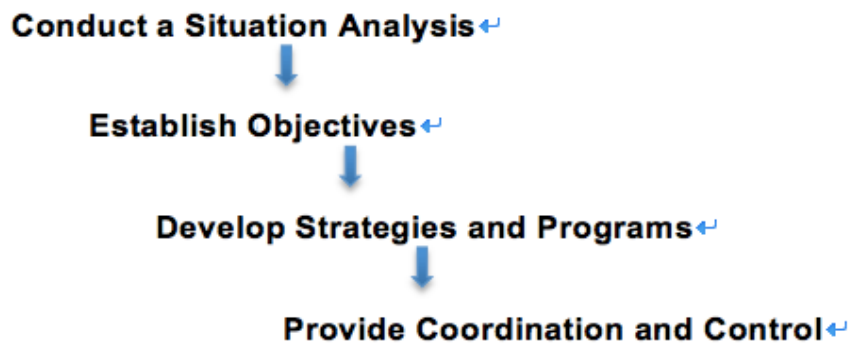 Conduct a Situation Analysis
Establish Objectives
Develop Strategies and Programs
Provide Coordination and Control